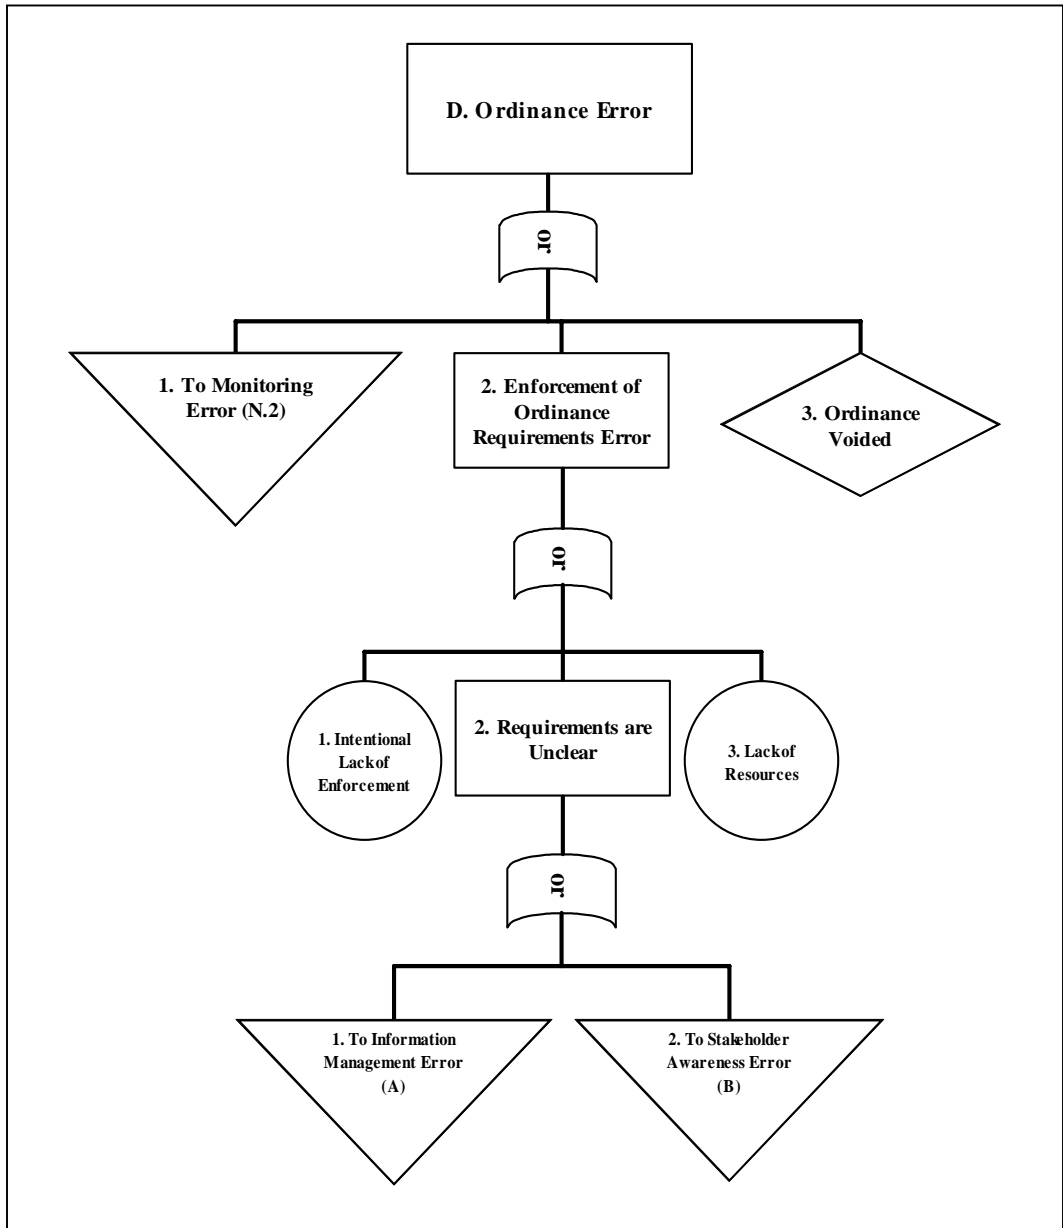 D. Ordinance Error
or
1. To Monitoring
Error (N.2)
2. Enforcement of
Ordinance
Requirements Error
3. Ordinance
Voided
or
1. Intentional
Lackof
Enforcement
2. Requirements are
Unclear
3. Lackof
Resources
or
1. To Information
Management Error
(A)
2. To Stakeholder
Awareness Error
(B)